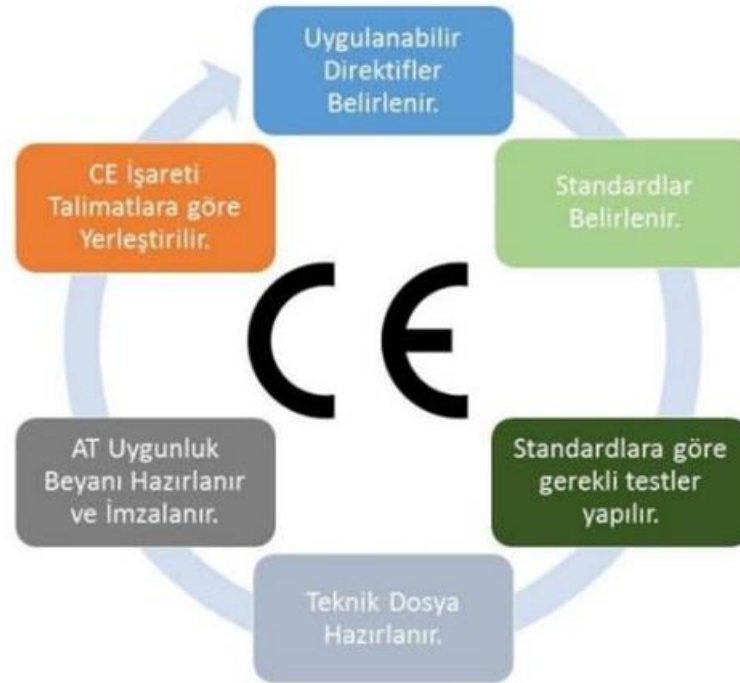 Uygulanabilir
Direktifler
Belirlenir.
Standardlar
Belirlenir.
Standardlara göre
gerekli testler
yapılır.
Teknik Dosya
Hazırlanır.
AT Uygunluk
Beyanı Hazırlanır
ve İmzalanır.
CE İşareti
Talimatlara göre
Yerleştirilir.
CE